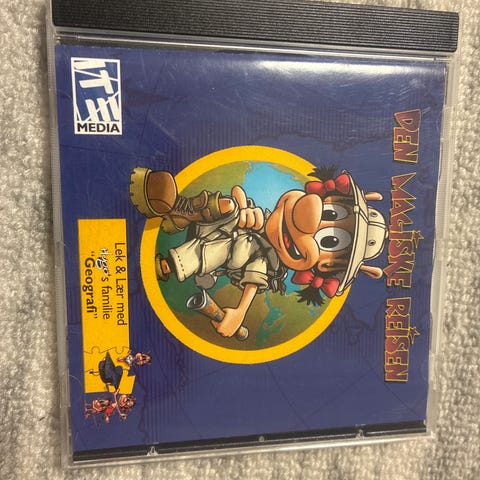 DEN MAGISKE REISEN
Lek & Lær med
Hugo's familie
"Geografi"
ITE
MEDIA